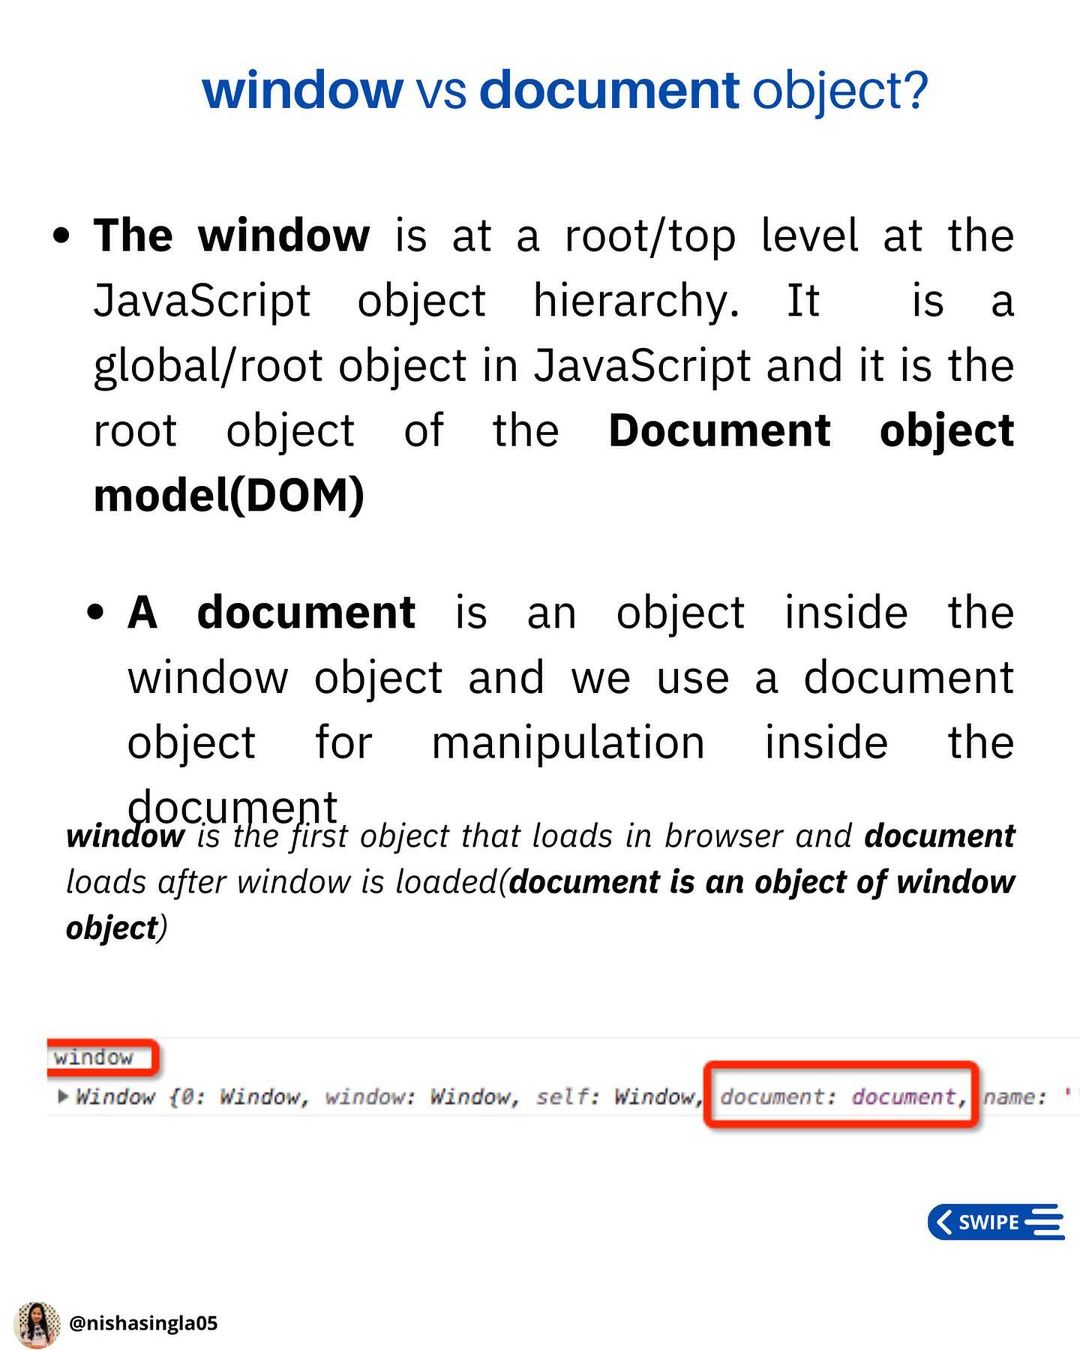 window vs document object?
• The window is at a root/top level at the
JavaScript object hierarchy. It is a
global/root object in JavaScript and it is the
root object of the Document object
model(DOM)
• A document is an object inside the
window object and we use a document
object for manipulation inside the
document
window is the first object that loads in browser and document
loads after window is loaded(document is an object of window
object)
window
▶ Window {0: Window, window: Window, self: Window, document: document, name: '
SWIPE
@nishasingla05